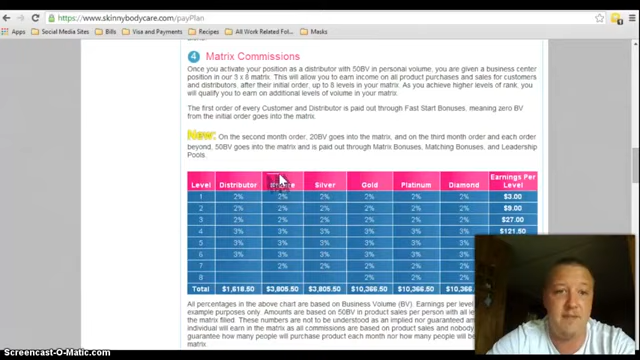 https://www.skinnybodycare.com/payPlan
Apps Social Media Sites Bills Visa and Payments Recipes All Work Related Fol... Masks
4 Matrix Commissions
Once you activate your position as a distributor with 50BV in personal volume, you are given a business center
position in our 3 x 8 matrix. This will allow you to earn income on all product purchases and sales for customers
and distributors, after their initial order, up to 8 levels in your matrix. As you achieve higher levels of rank, you
will qualify you to earn on additional levels of volume in your matrix.
The first order of every Customer and Distributor is paid out through Fast Start Bonuses, meaning zero BV
from the initial order goes into the matrix.
New: On the second month order, 20BV goes into the matrix, and on the third month order and each order
beyond, 50BV goes into the matrix and is paid out through Matrix Bonuses, Matching Bonuses, and Leadership
Pools.
Level Distributor Silver Gold Platinum Diamond Earnings Per Level
1 2% 2% 2% 2% 2% 2% $3.00
2 2% 2% 2% 2% 2% 2% $9.00
3 2% 2% 2% 2% 2% 2% $27.00
4 3% 3% 3% 3% 3% 3% $121.50
5 3% 3% 3% 3% 3%
6 3% 3% 3% 3% 3%
7 2% 2% 2% 2%
8 2% 2%
Total $1,618.50 $3,805.50 $3,805.50 $10,366.50 $10,366.50 $10,366.50
All percentages in the above chart are based on Business Volume (BV). Earnings per level
example purposes only. Amounts are based on 50BV in product sales per person with all le
the matrix filled. These numbers are not to be understood as an implied nor guaranteed am
individual will earn in the matrix as all commissions are based on product sales and nobody
guarantee how many people will purchase product each month nor how many people will be
matrix
Screencast-O-Matic.com